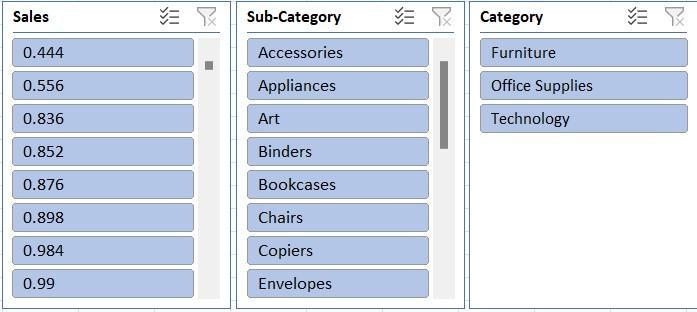 Sales
0.444
0.556
0.836
0.852
0.876
0.898
0.984
0.99
Sub-Category
Accessories
Appliances
Art
Binders
Bookcases
Chairs
Copiers
Envelopes
Category
Furniture
Office Supplies
Technology